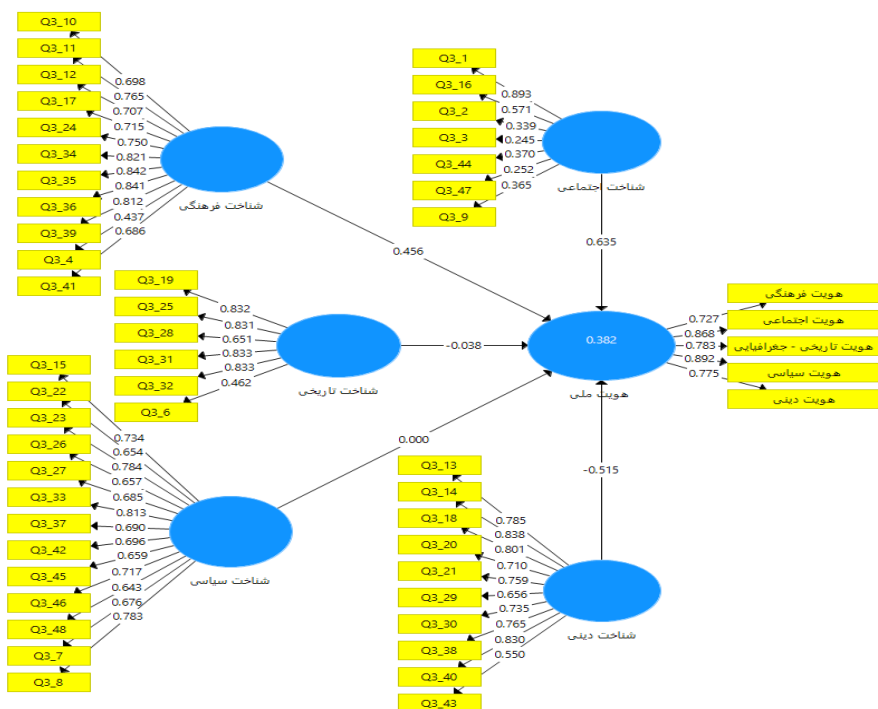 Q3_10
Q3_11
Q3_12
Q3_17
Q3_24
Q3_34
Q3_35
Q3_36
Q3_39
Q3_4
Q3_41
0.698
0.765
0.707
0.715
0.750
0.821
0.842
0.841
0.812
0.437
0.686
شناخت فرهنگی
Q3_1
Q3_16
Q3_2
Q3_3
Q3_44
Q3_47
Q3_9
0.893
0.571
0.339
0.245
0.370
0.252
0.365
شناخت اجتماعی
0.456
0.635
Q3_19
Q3_25
Q3_28
Q3_31
Q3_32
Q3_6
0.832
0.831
0.651
0.833
0.833
0.462
شناخت تاریخی
-0.038
0.382
هویت ملی
0.727
0.868
0.783
0.892
0.775
هویت فرهنگی
هویت اجتماعی
هویت تاریخی - جغرافیایی
هویت سیاسی
هویت دینی
Q3_15
Q3_22
Q3_23
Q3_26
Q3_27
Q3_33
Q3_37
Q3_42
Q3_45
Q3_46
Q3_48
Q3_7
Q3_8
0.734
0.654
0.784
0.657
0.685
0.813
0.690
0.696
0.659
0.717
0.643
0.676
0.783
شناخت سیاسی
0.000
-0.515
Q3_13
Q3_14
Q3_18
Q3_20
Q3_21
Q3_29
Q3_30
Q3_38
Q3_40
Q3_43
0.785
0.838
0.801
0.710
0.759
0.656
0.735
0.765
0.830
0.550
شناخت دینی